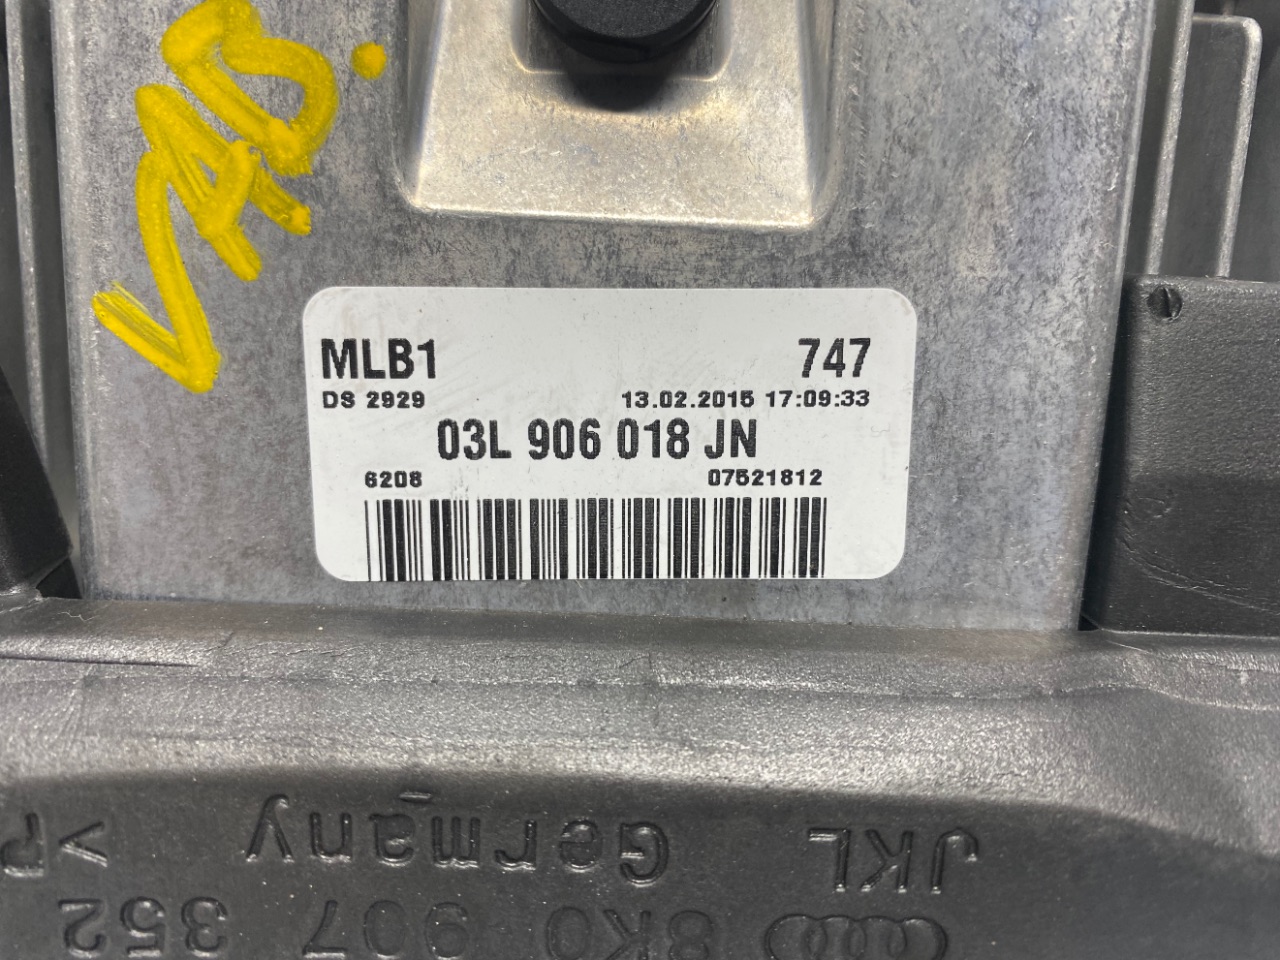 VAD.
MLB1 747
DS 2929 13.02.2015 17:09:33
03L 906 018 JN
6208 07521812
JKL Germany >P
8K0 907 352